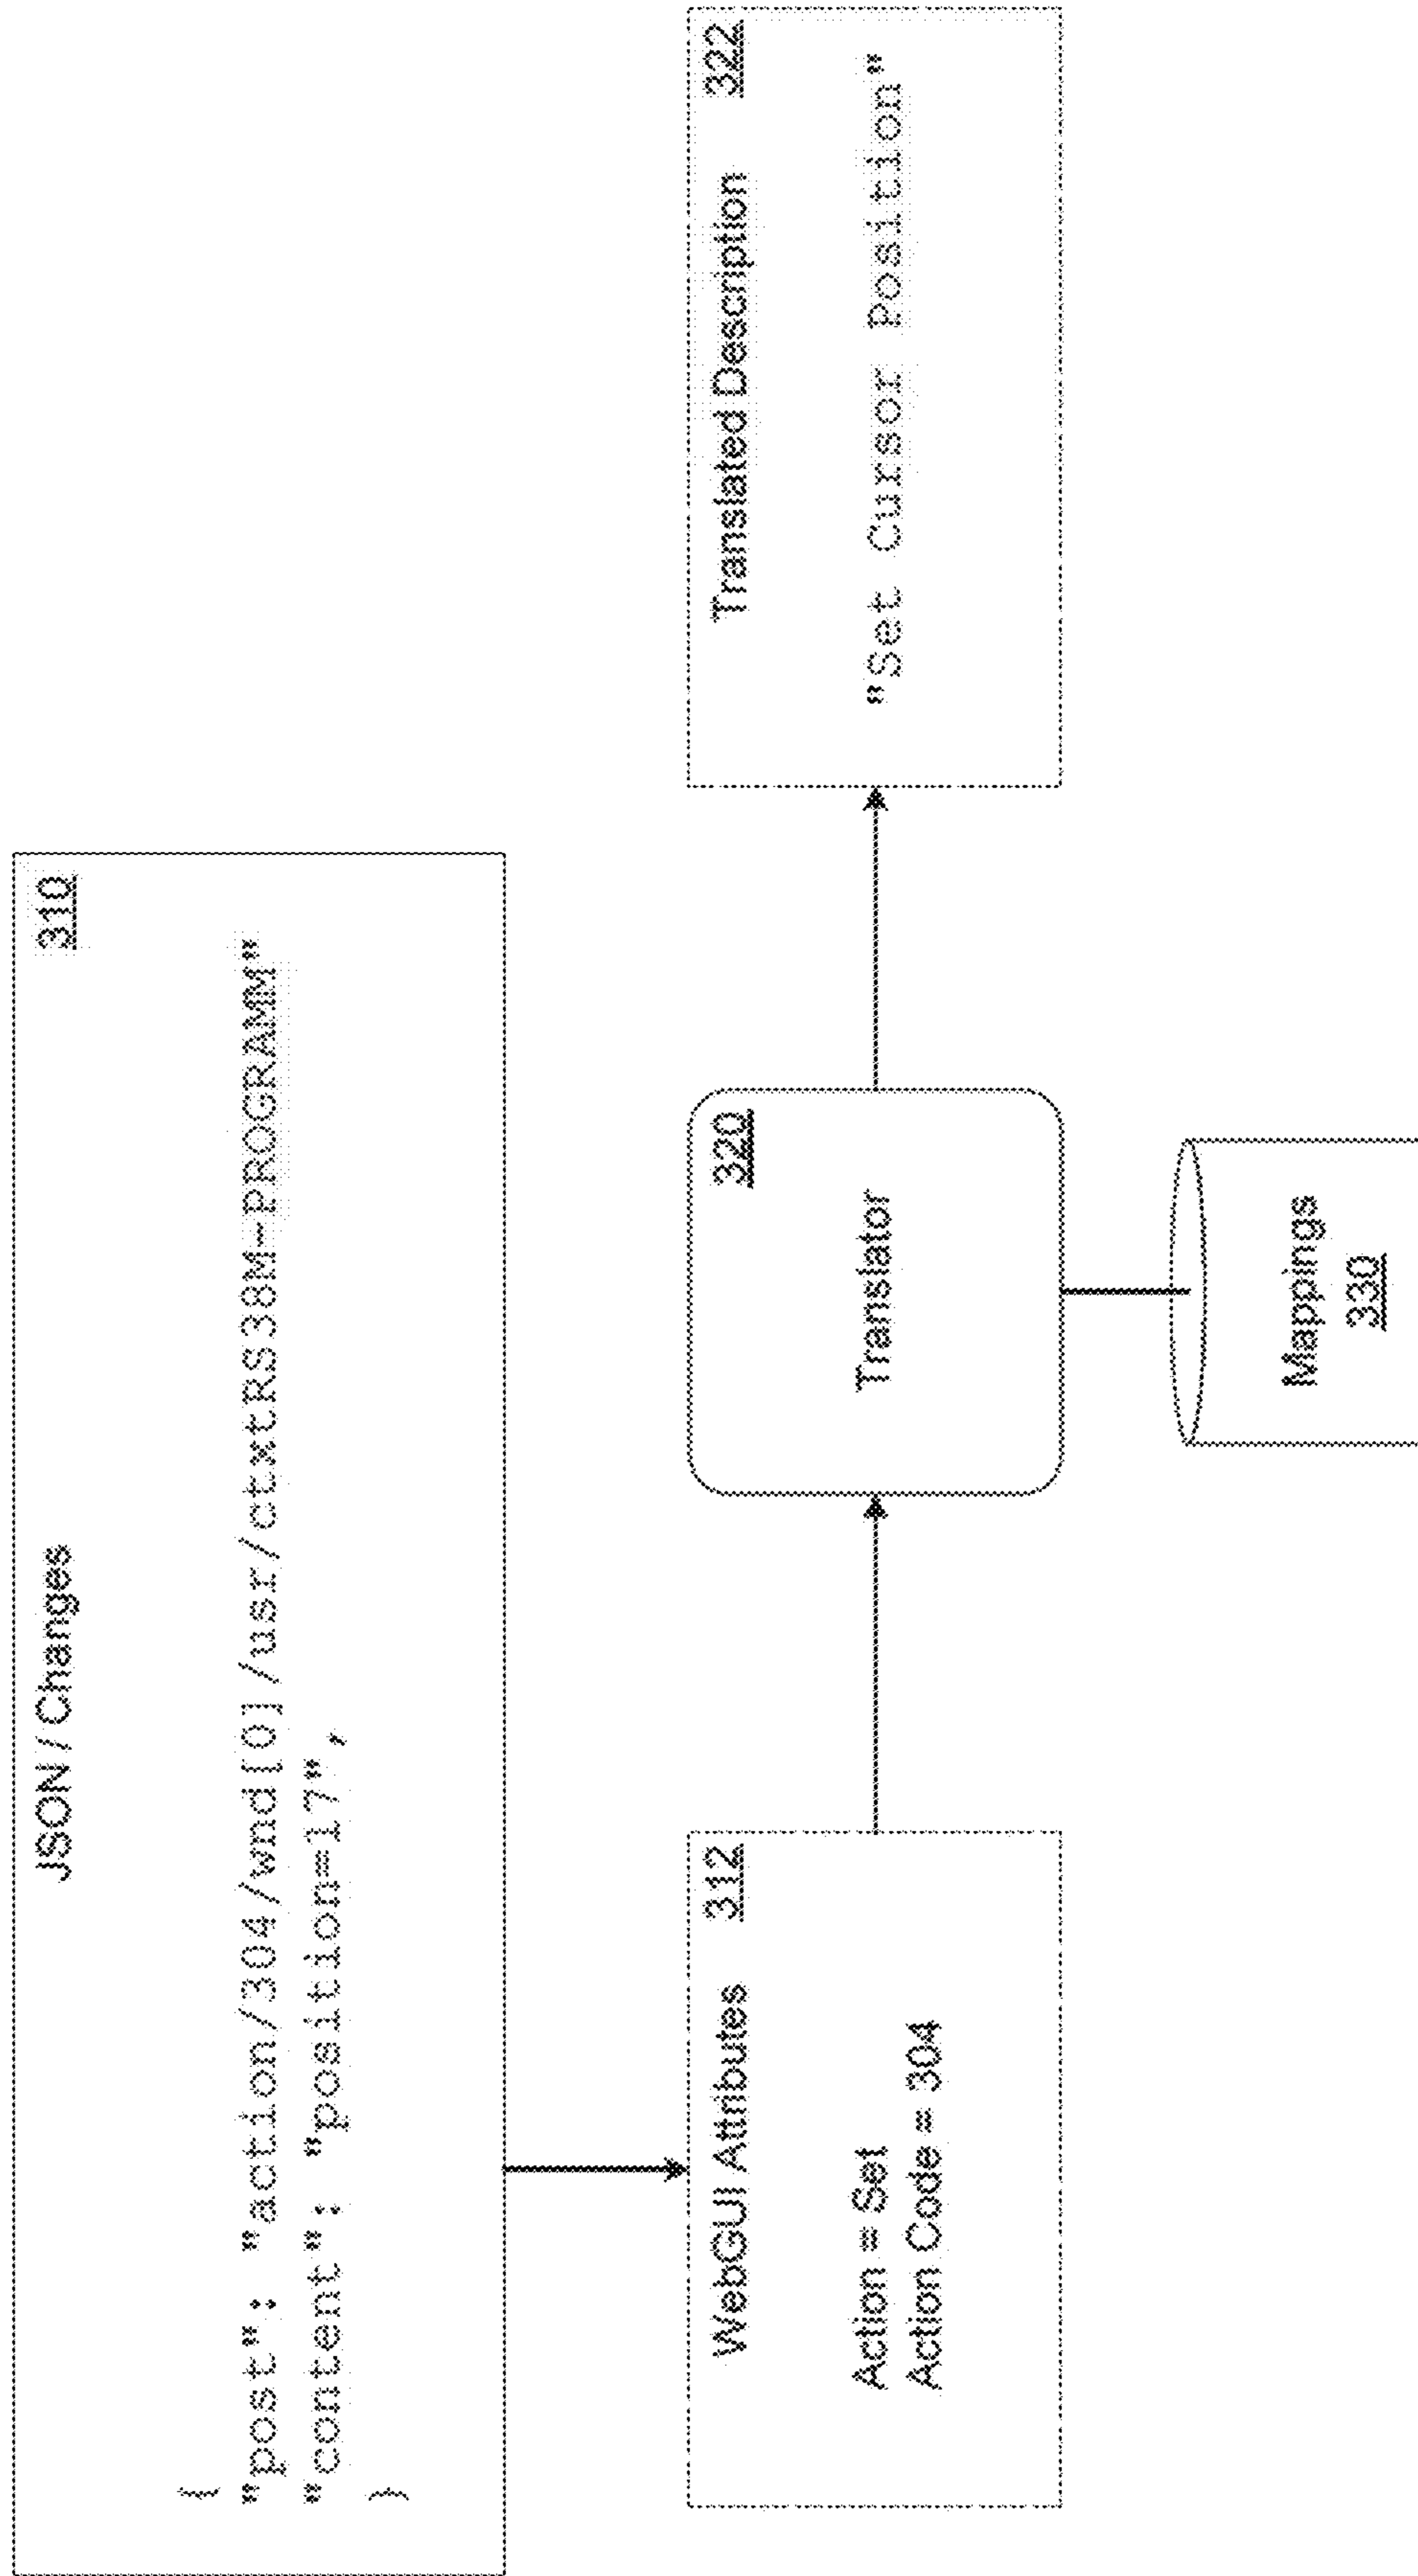 JSON / Changes
310
{
"post": "action/304/wnd[0]/usr/ctxtRS38M-PROGRAMM"
"content": "position=17",
}
WebGUI Attributes
312
Action = Set
Action Code = 304
Translator
320
Translated Description
322
"Set Cursor Position"
Mappings
330